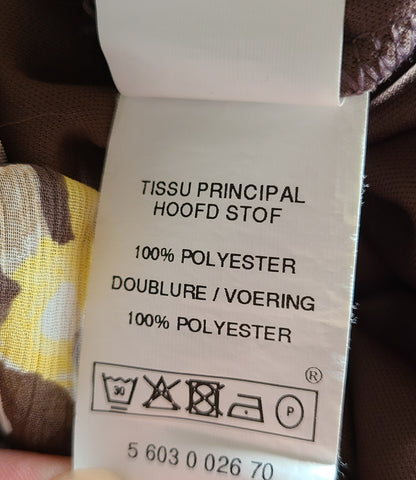 TISSU PRINCIPAL
HOOFD STOF
100% POLYESTER
DOUBLURE / VOERING
100% POLYESTER
®
30 P
5 603 0 026 70